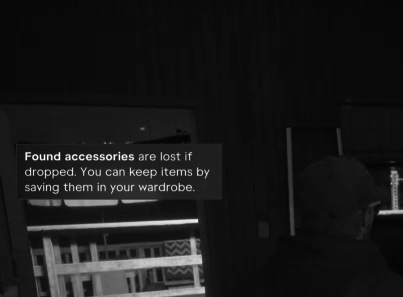 Found accessories are lost if
dropped. You can keep items by
saving them in your wardrobe.